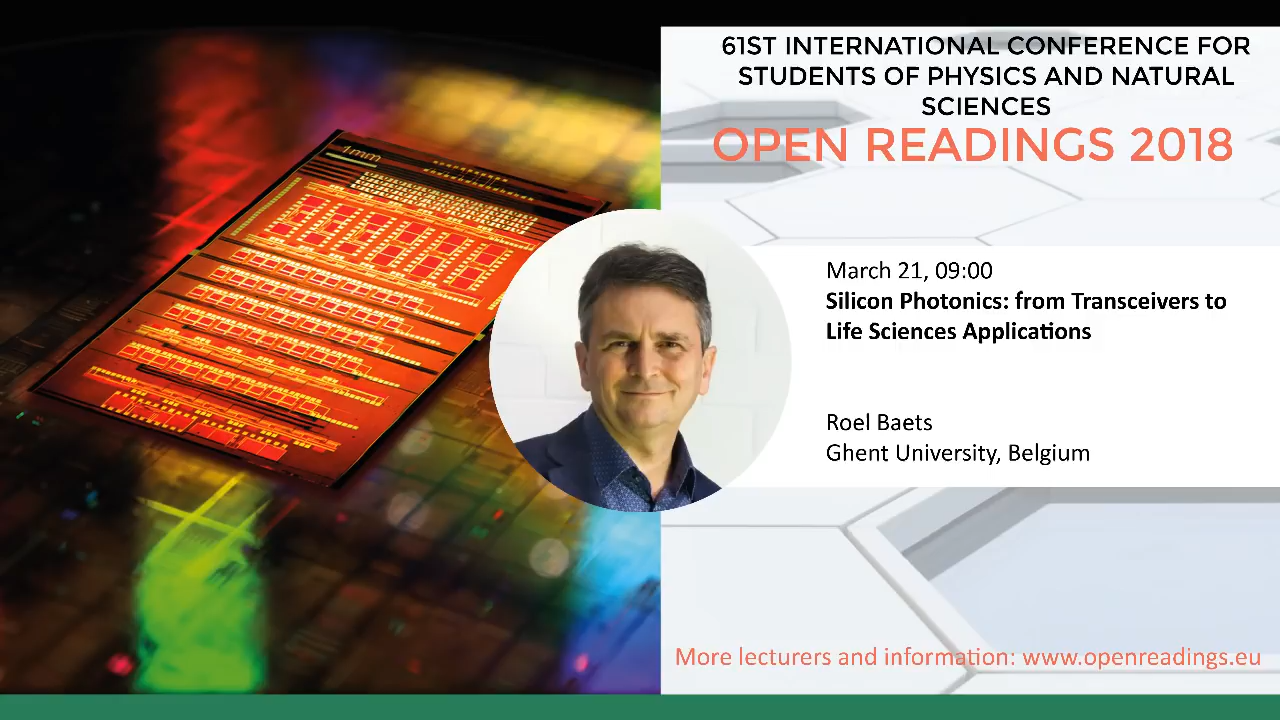 1mm
61ST INTERNATIONAL CONFERENCE FOR
STUDENTS OF PHYSICS AND NATURAL
SCIENCES
OPEN READINGS 2018
March 21, 09:00
Silicon Photonics: from Transceivers to
Life Sciences Applications
Roel Baets
Ghent University, Belgium
More lecturers and information: www.openreadings.eu